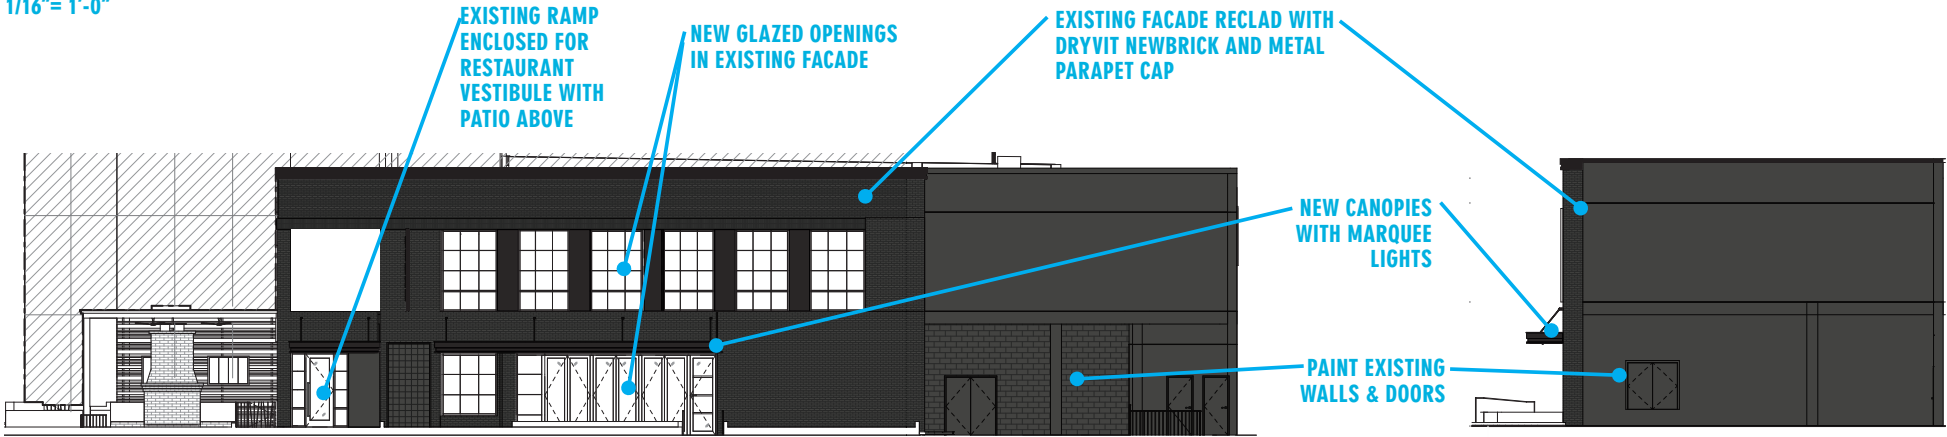 1/16"= 1'-0"
EXISTING RAMP
ENCLOSED FOR
RESTAURANT
VESTIBULE WITH
PATIO ABOVE
NEW GLAZED OPENINGS
IN EXISTING FACADE
EXISTING FACADE RECLAD WITH
DRYVIT NEWBRICK AND METAL
PARAPET CAP
NEW CANOPIES
WITH MARQUEE
LIGHTS
PAINT EXISTING
WALLS & DOORS